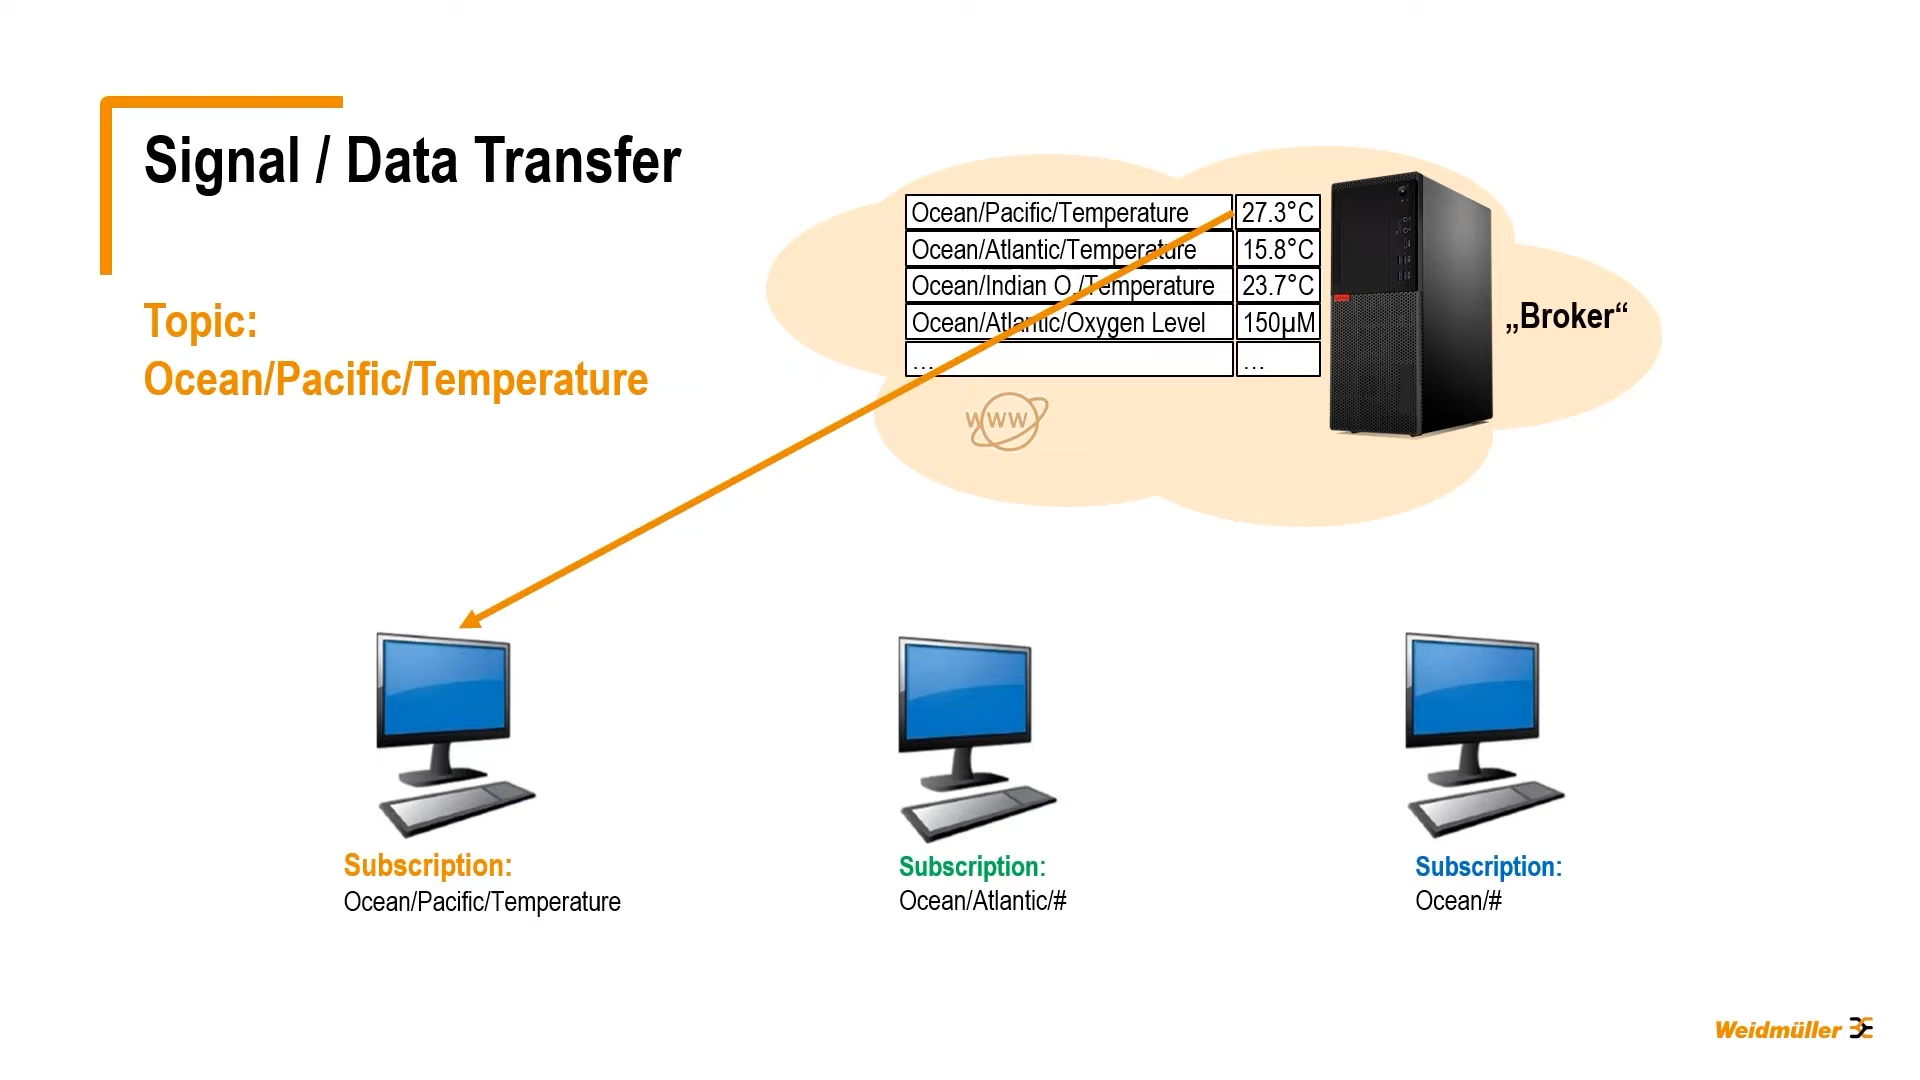 Signal / Data Transfer
Topic:
Ocean/Pacific/Temperature
Ocean/Pacific/Temperature 27.3°C
Ocean/Atlantic/Temperature 15.8°C
Ocean/Indian O./Temperature 23.7°C
Ocean/Atlantic/Oxygen Level 150µM
... ...
www
„Broker“
Subscription:
Ocean/Pacific/Temperature
Subscription:
Ocean/Atlantic/#
Subscription:
Ocean/#
Weidmüller